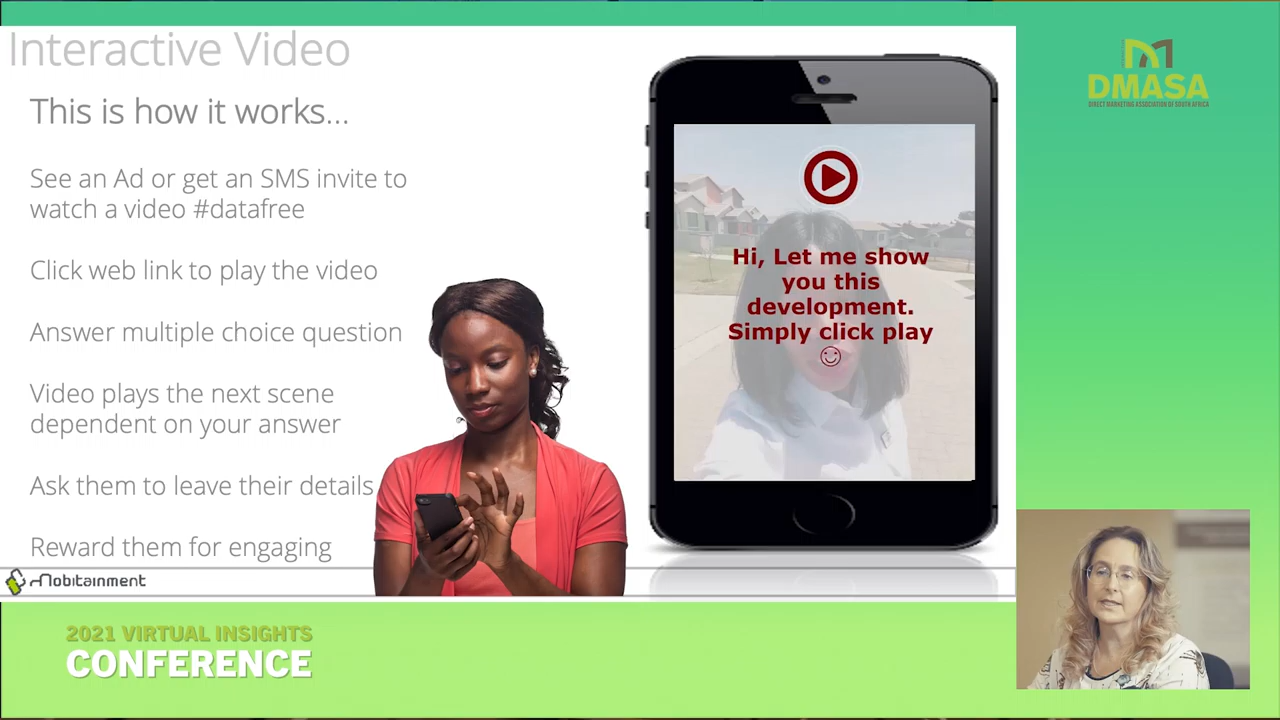 Interactive Video
This is how it works...
See an Ad or get an SMS invite to
watch a video #datafree
Click web link to play the video
Answer multiple choice question
Video plays the next scene
dependent on your answer
Ask them to leave their details
Reward them for engaging
Mobitainment
Hi, Let me show
you this
development.
Simply click play
DMASA
DIRECT MARKETING ASSOCIATION OF SOUTH AFRICA
2021 VIRTUAL INSIGHTS
CONFERENCE